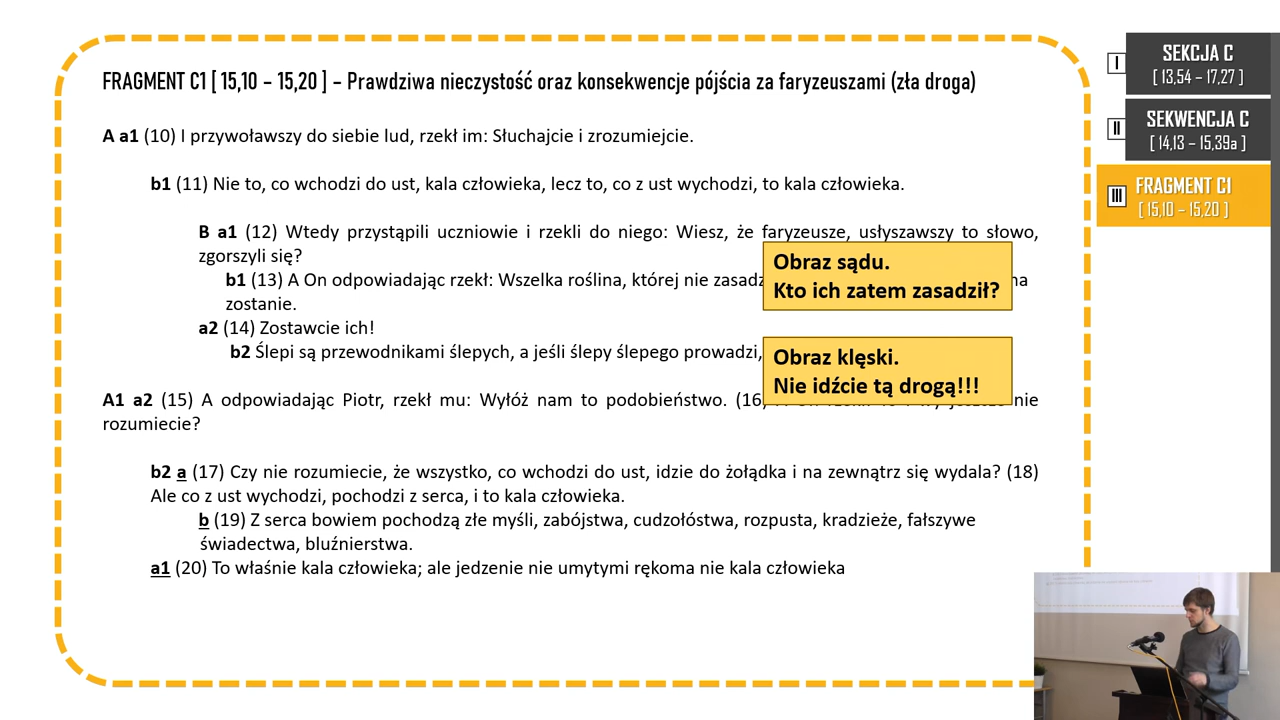 FRAGMENT C1 [ 15,10 – 15,20 ] – Prawdziwa nieczystość oraz konsekwencje pójścia za faryzeuszami (zła droga)
A a1 (10) I przywoławszy do siebie lud, rzekł im: Słuchajcie i zrozumiejcie.
b1 (11) Nie to, co wchodzi do ust, kala człowieka, lecz to, co z ust wychodzi, to kala człowieka.
B a1 (12) Wtedy przystąpili uczniowie i rzekli do niego: Wiesz, że faryzeusze, usłyszawszy to słowo,
zgorszyli się?
b1 (13) A On odpowiadając rzekł: Wszelka roślina, której nie
zostanie.
a2 (14) Zostawcie ich!
b2 Ślepi są przewodnikami ślepych, a jeśli ślepy ślepego prowadzi,
Obraz sądu.
Kto ich zatem zasadził?
Obraz klęski.
Nie idźcie tą drogą!!!
A1 a2 (15) A odpowiadając Piotr, rzekł mu: Wyłóż nam to podobieństwo. (16) nie
rozumiecie?
b2 a (17) Czy nie rozumiecie, że wszystko, co wchodzi do ust, idzie do żołądka i na zewnątrz się wydala? (18)
Ale co z ust wychodzi, pochodzi z serca, i to kala człowieka.
b (19) Z serca bowiem pochodzą złe myśli, zabójstwa, cudzołóstwa, rozpusta, kradzieże, fałszywe
świadectwa, bluźnierstwa.
a1 (20) To właśnie kala człowieka; ale jedzenie nie umytymi rękoma nie kala człowieka
I
SEKCJA C
[ 13,54 – 17,27 ]
II
SEKWENCJA C
[ 14,13 – 15,39a ]
III
FRAGMENT C1
[ 15,10 – 15,20 ]